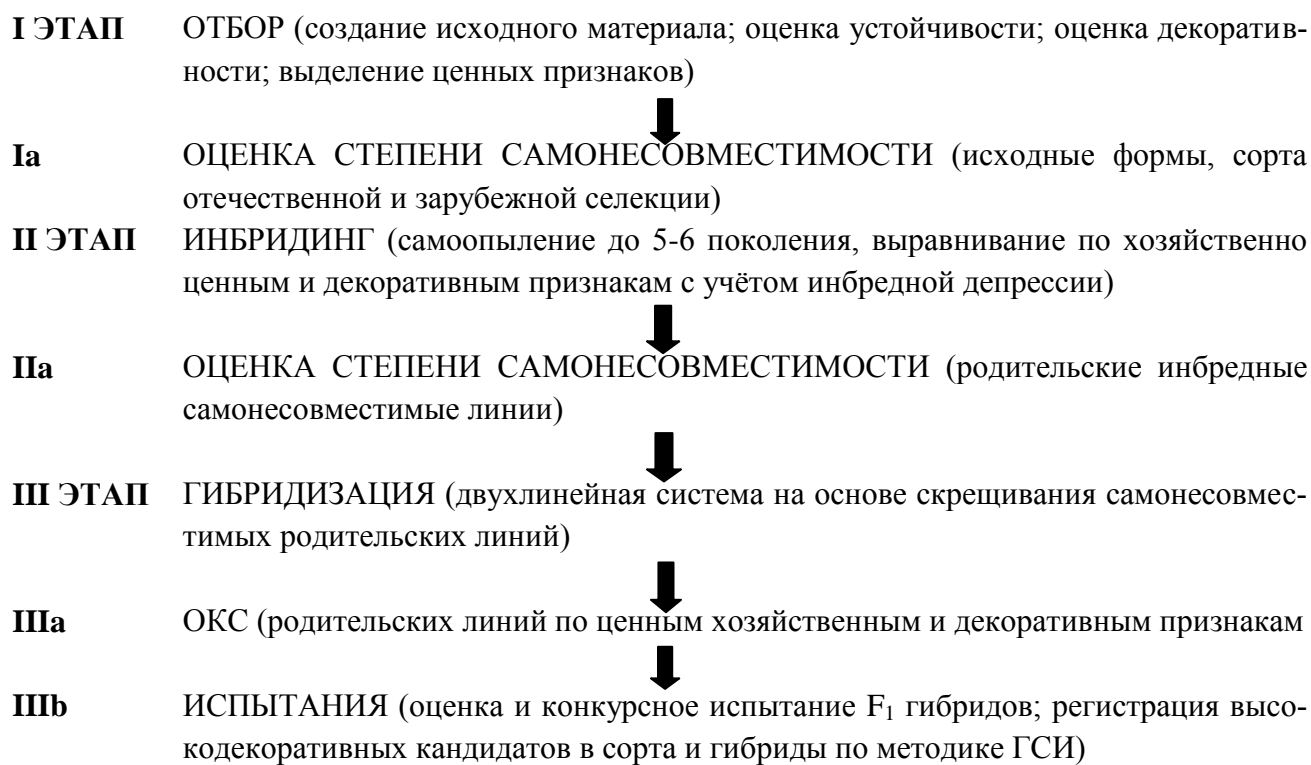 I ЭТАП ОТБОР (создание исходного материала; оценка устойчивости; оценка декоратив-
ности; выделение ценных признаков)
Ia ОЦЕНКА СТЕПЕНИ САМОНЕСОВМЕСТИМОСТИ (исходные формы, сорта
отечественной и зарубежной селекции)
II ЭТАП ИНБРИДИНГ (самоопыление до 5-6 поколения, выравнивание по хозяйственно
ценным и декоративным признакам с учётом инбредной депрессии)
IIa ОЦЕНКА СТЕПЕНИ САМОНЕСОВМЕСТИМОСТИ (родительские инбредные
самонесовместимые линии)
III ЭТАП ГИБРИДИЗАЦИЯ (двухлинейная система на основе скрещивания самонесовмес-
тимых родительских линий)
IIIa ОКС (родительских линий по ценным хозяйственным и декоративным признакам
IIIb ИСПЫТАНИЯ (оценка и конкурсное испытание F₁ гибридов; регистрация высо-
кодекоративных кандидатов в сорта и гибриды по методике ГСИ)